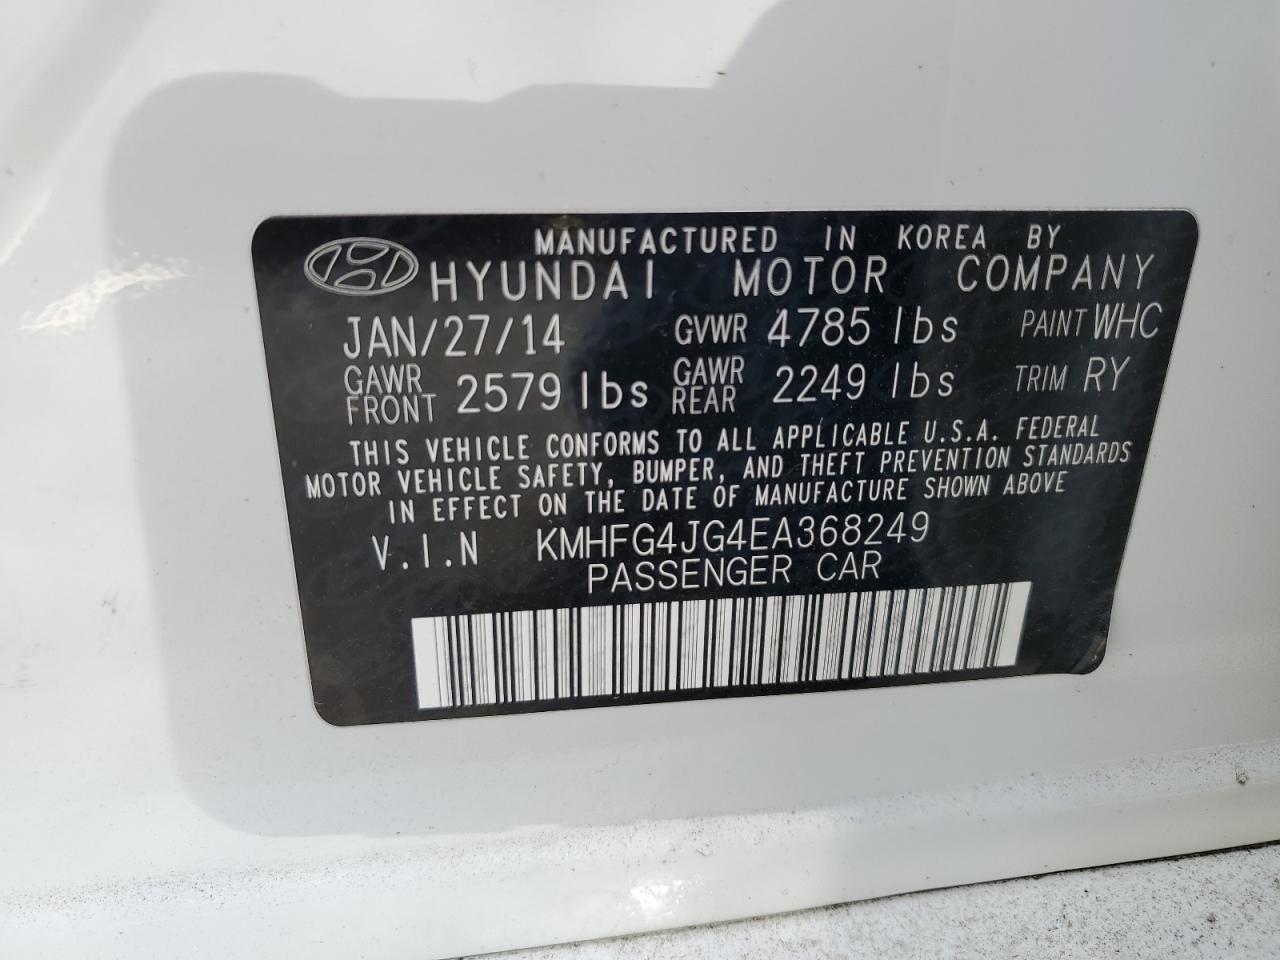 MANUFACTURED IN KOREA BY
HYUNDAI MOTOR COMPANY
JAN/27/14 GVWR 4785 lbs PAINT WHC
GAWR FRONT 2579 lbs GAWR REAR 2249 lbs TRIM RY
THIS VEHICLE CONFORMS TO ALL APPLICABLE U.S.A. FEDERAL
MOTOR VEHICLE SAFETY, BUMPER, AND THEFT PREVENTION STANDARDS
IN EFFECT ON THE DATE OF MANUFACTURE SHOWN ABOVE
V.I.N KMHFG4JG4EA368249
PASSENGER CAR